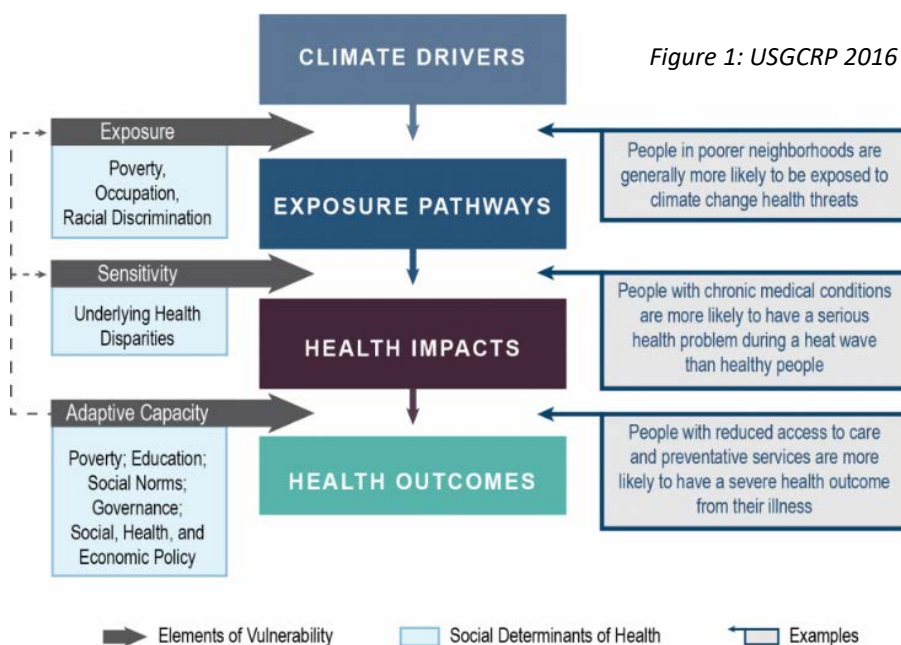 CLIMATE DRIVERS
Figure 1: USGCRP 2016
Exposure
Poverty,
Occupation,
Racial Discrimination
People in poorer neighborhoods are
generally more likely to be exposed to
climate change health threats
EXPOSURE PATHWAYS
Sensitivity
Underlying Health
Disparities
People with chronic medical conditions
are more likely to have a serious
health problem during a heat wave
than healthy people
HEALTH IMPACTS
Adaptive Capacity
Poverty; Education;
Social Norms;
Governance;
Social, Health, and
Economic Policy
People with reduced access to care
and preventative services are more
likely to have a severe health outcome
from their illness
HEALTH OUTCOMES
Elements of Vulnerability
Social Determinants of Health
Examples